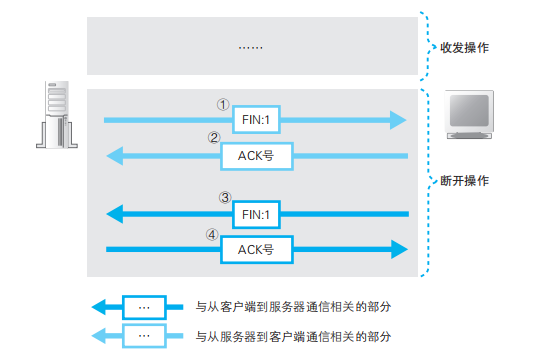 ……
收发操作
①
FIN:1
②
ACK号
断开操作
③
FIN:1
④
ACK号
… 与从客户端到服务器通信相关的部分
… 与从服务器到客户端通信相关的部分